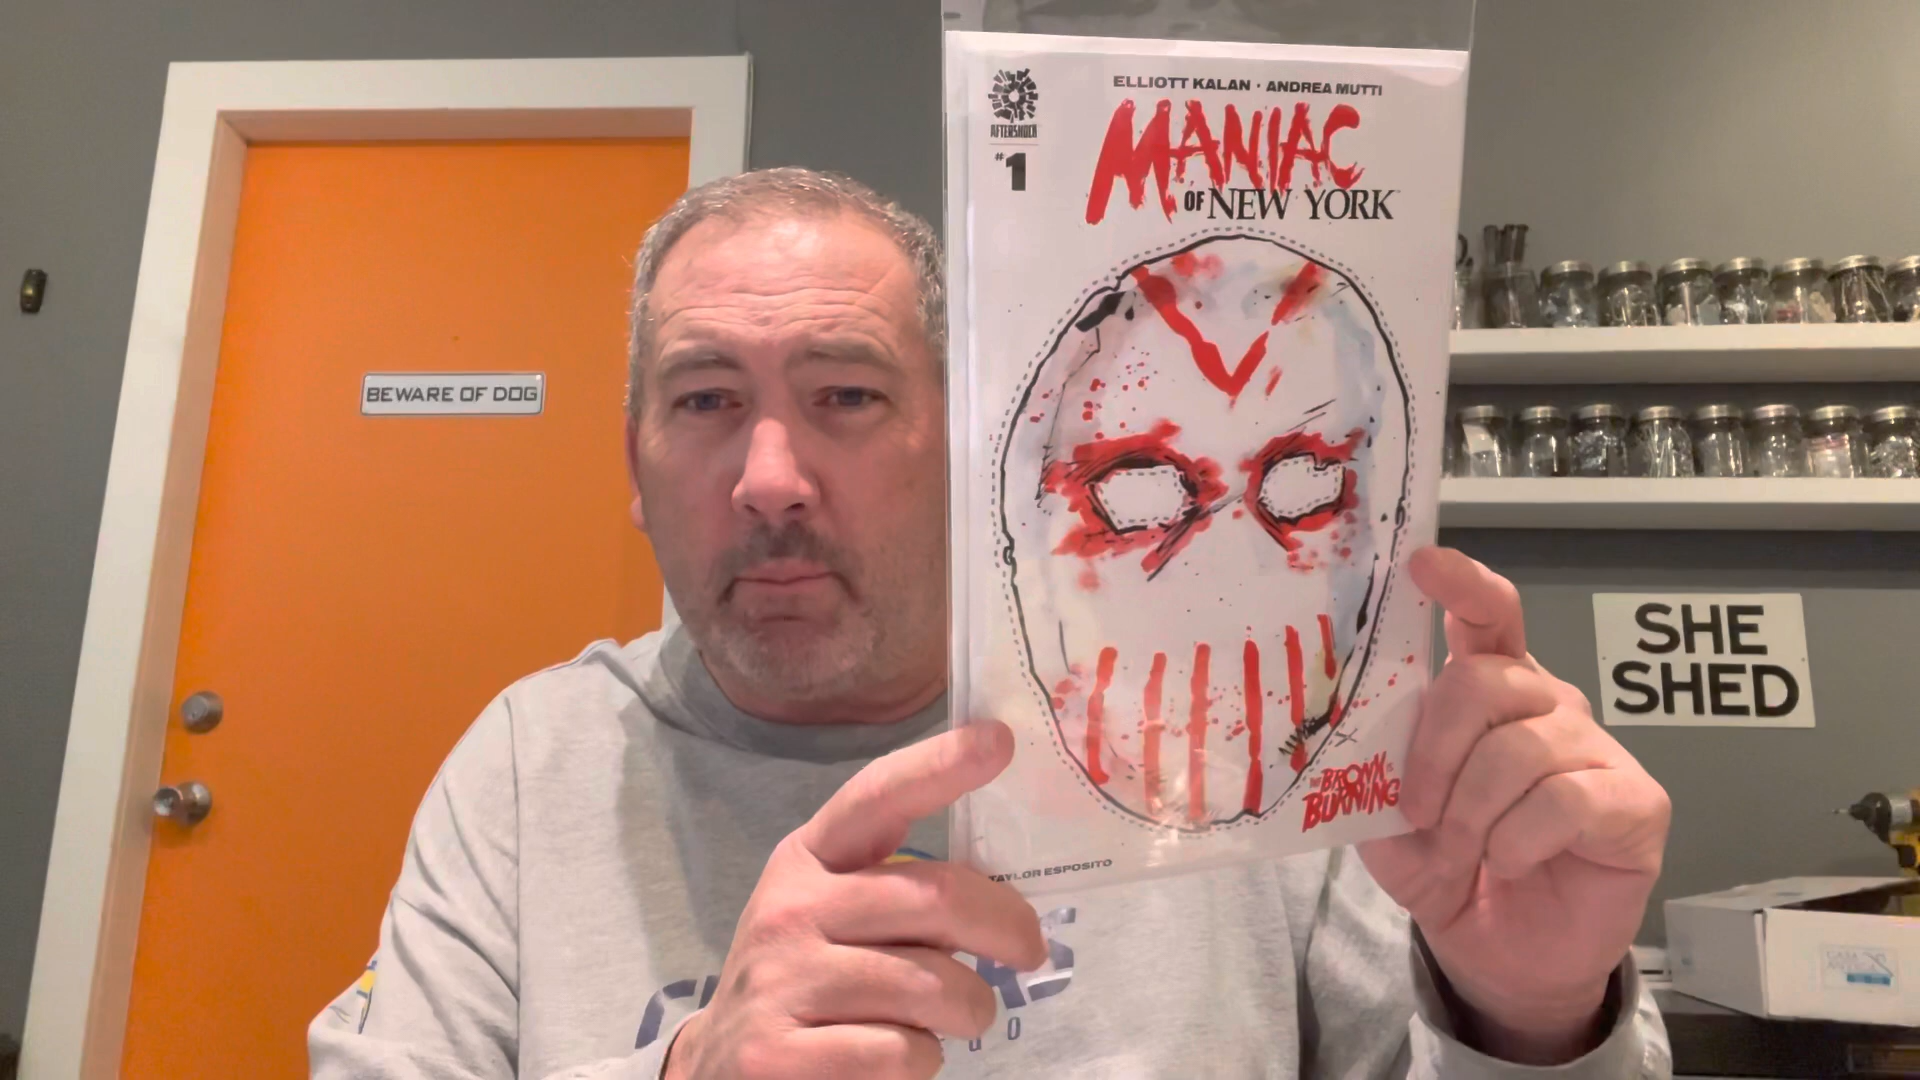 BEWARE OF DOG
AFTERSHOCK
#1
ELLIOTT KALAN · ANDREA MUTTI
MANIAC
OF NEW YORK
THE BRONX IS
BURNING
TAYLOR ESPOSITO
SHE
SHED